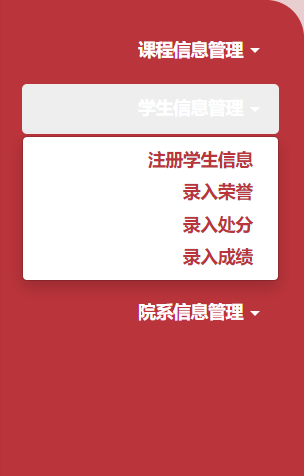 课程信息管理
学生信息管理
注册学生信息
录入荣誉
录入处分
录入成绩
院系信息管理